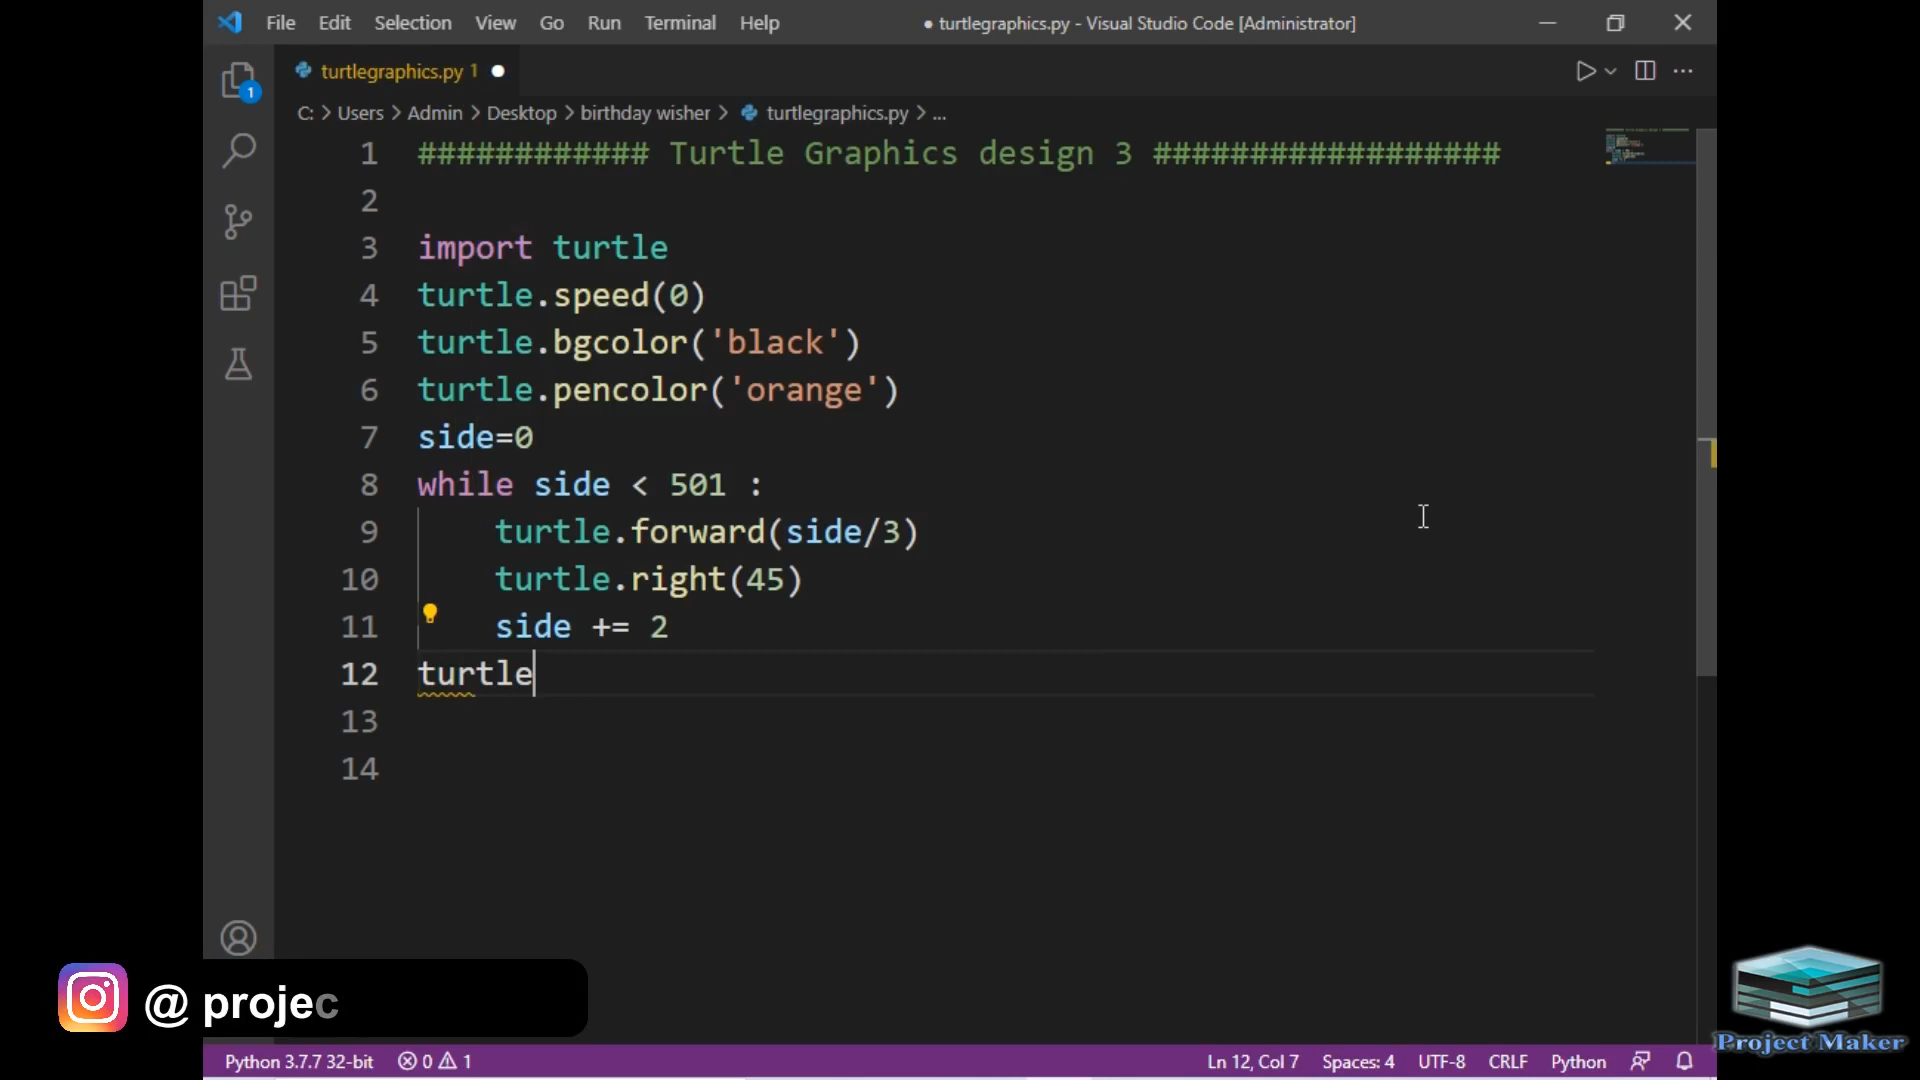 File Edit Selection View Go Run Terminal Help ● turtlegraphics.py - Visual Studio Code [Administrator]
turtlegraphics.py 1 ●
1
C: > Users > Admin > Desktop > birthday wisher > turtlegraphics.py > ...
1 ############ Turtle Graphics design 3 ##################
2
3 import turtle
4 turtle.speed(0)
5 turtle.bgcolor('black')
6 turtle.pencolor('orange')
7 side=0
8 while side < 501 :
9 turtle.forward(side/3)
10 turtle.right(45)
11 side += 2
12 turtle
13
14
@ projec
Project Maker
Python 3.7.7 32-bit 0 1 Ln 12, Col 7 Spaces: 4 UTF-8 CRLF Python